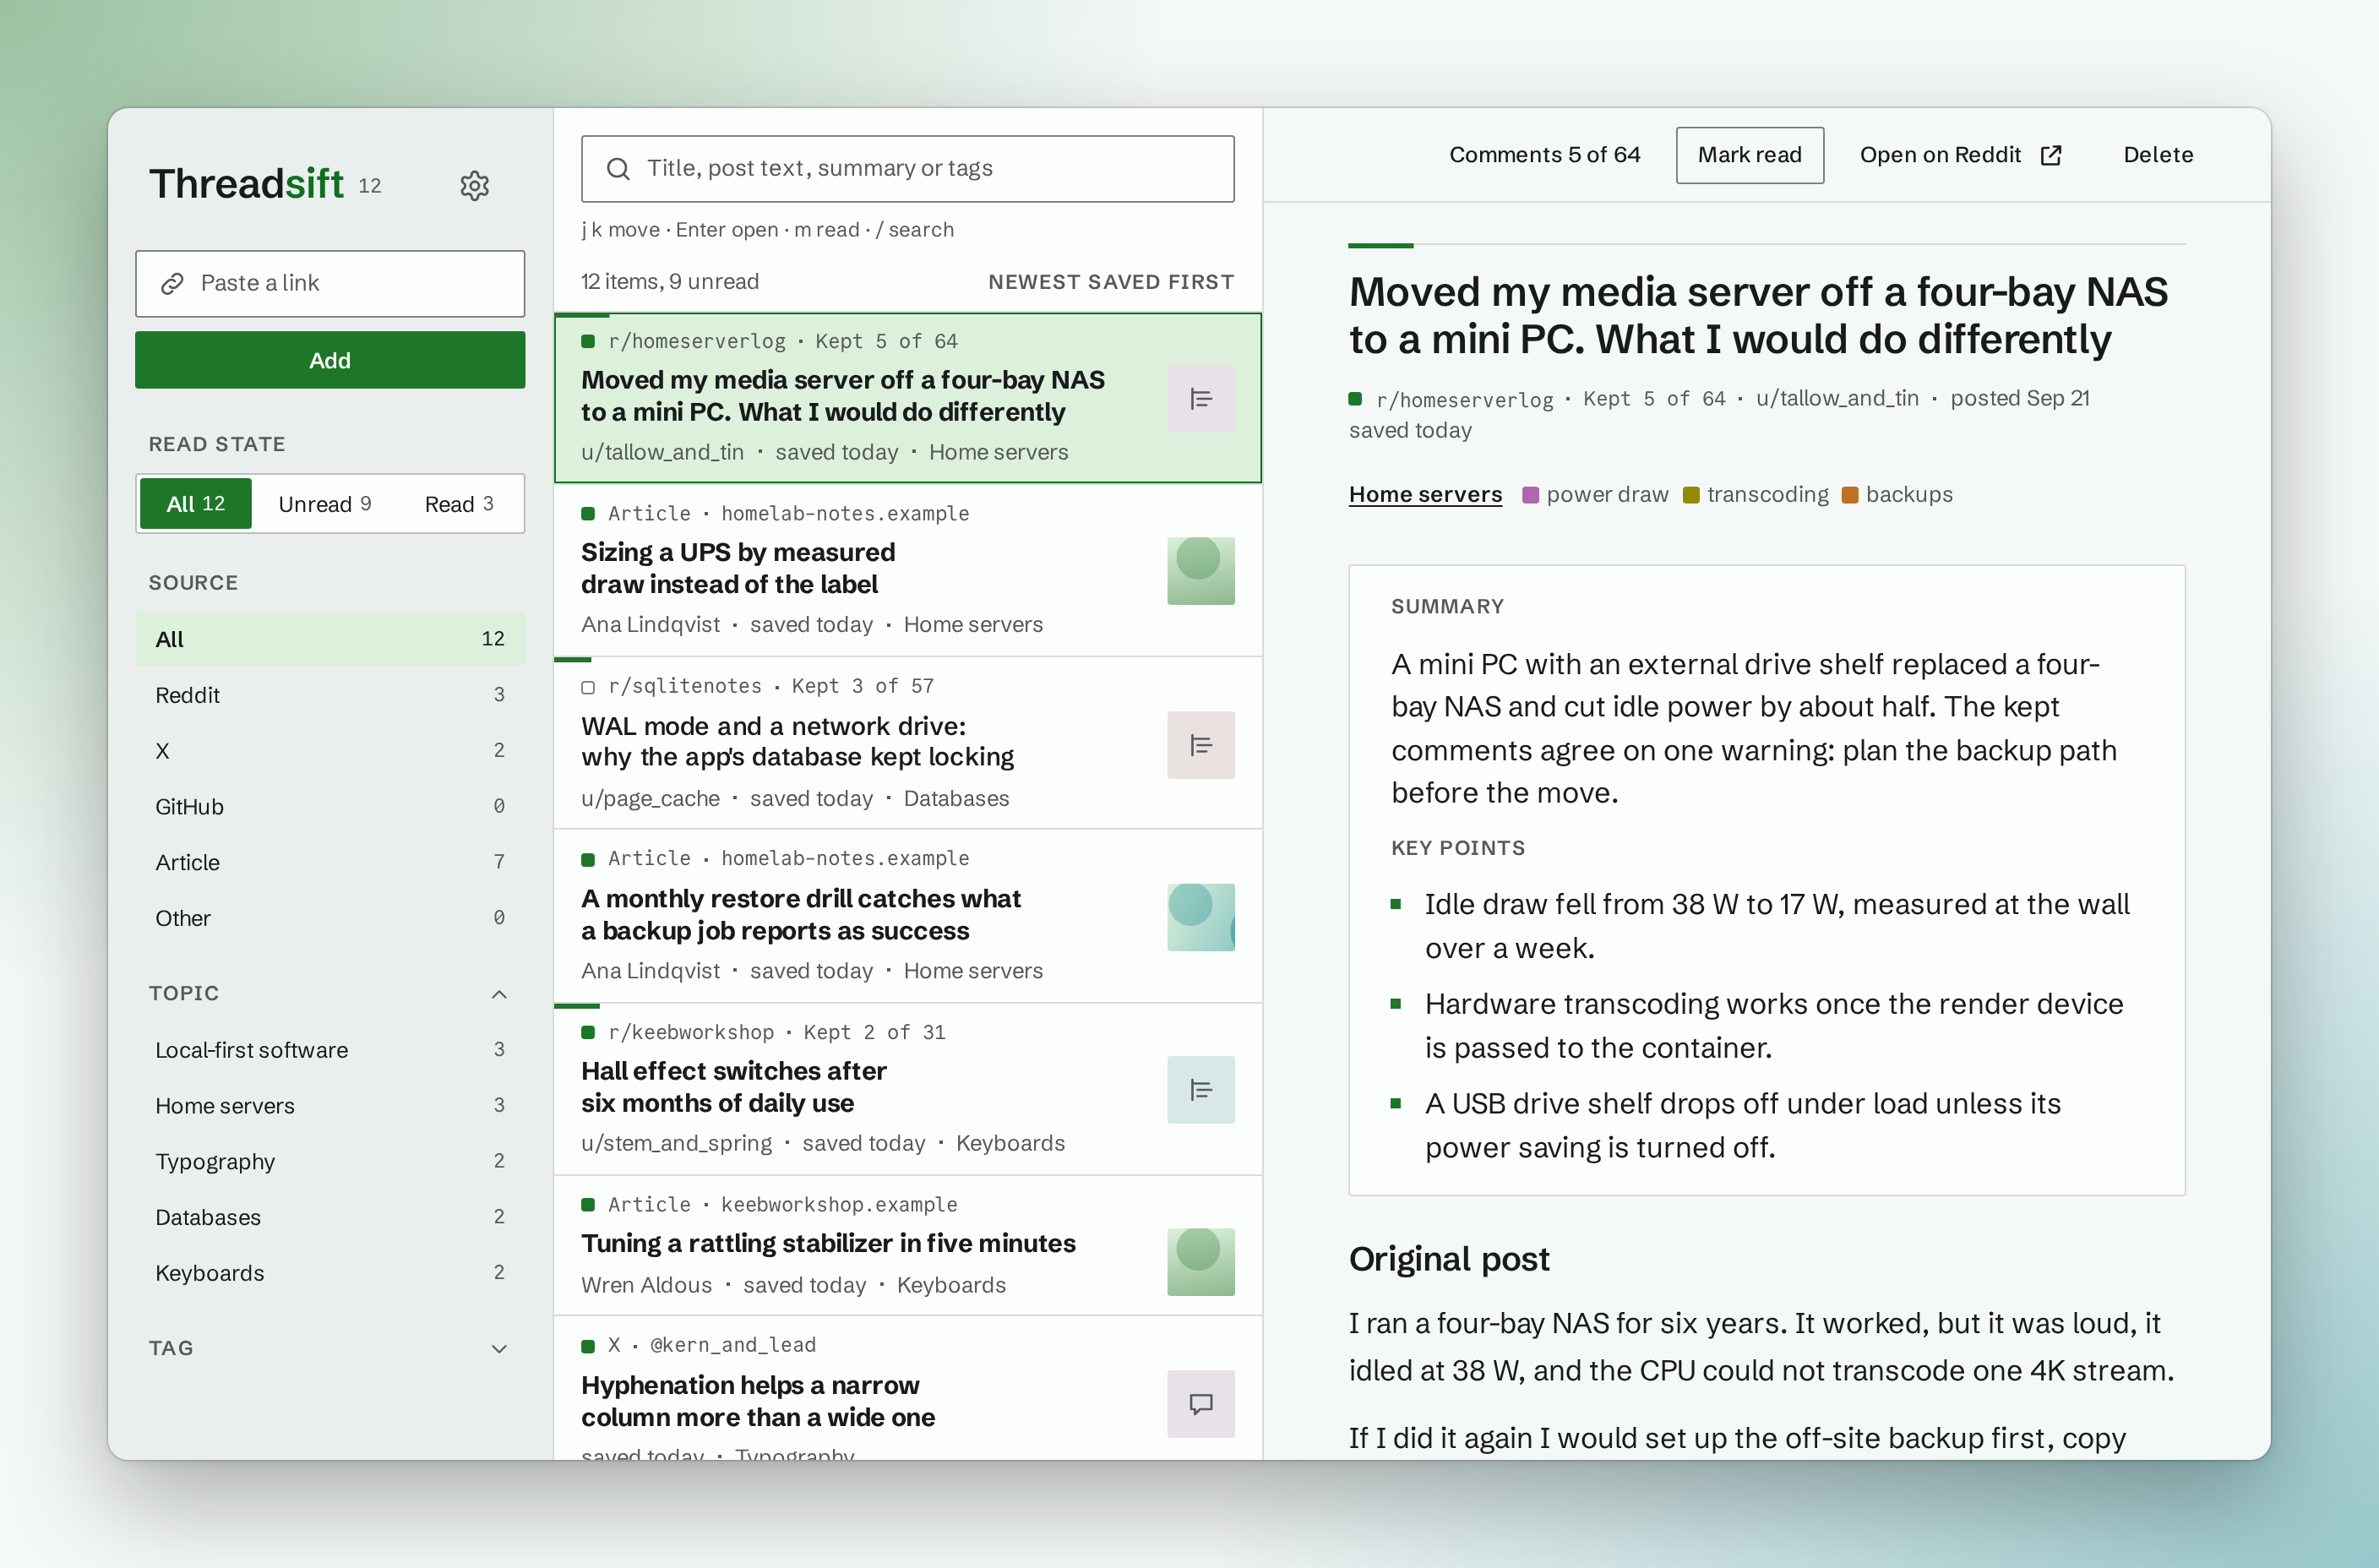 Threadsift 12
Paste a link
Add
READ STATE
All 12 Unread 9 Read 3
SOURCE
All 12
Reddit 3
X 2
GitHub 0
Article 7
Other 0
TOPIC
Local-first software 3
Home servers 3
Typography 2
Databases 2
Keyboards 2
TAG
Title, post text, summary or tags
j k move · Enter open · m read · / search
12 items, 9 unread NEWEST SAVED FIRST
r/homeserverlog · Kept 5 of 64
Moved my media server off a four-bay NAS
to a mini PC. What I would do differently
u/tallow_and_tin · saved today · Home servers
Article · homelab-notes.example
Sizing a UPS by measured
draw instead of the label
Ana Lindqvist · saved today · Home servers
r/sqlitenotes · Kept 3 of 57
WAL mode and a network drive:
why the app's database kept locking
u/page_cache · saved today · Databases
Article · homelab-notes.example
A monthly restore drill catches what
a backup job reports as success
Ana Lindqvist · saved today · Home servers
r/keebworkshop · Kept 2 of 31
Hall effect switches after
six months of daily use
u/stem_and_spring · saved today · Keyboards
Article · keebworkshop.example
Tuning a rattling stabilizer in five minutes
Wren Aldous · saved today · Keyboards
X · @kern_and_lead
Hyphenation helps a narrow
column more than a wide one
saved today · Typography
Comments 5 of 64 Mark read Open on Reddit Delete
Moved my media server off a four-bay NAS
to a mini PC. What I would do differently
r/homeserverlog · Kept 5 of 64 · u/tallow_and_tin · posted Sep 21
saved today
Home servers power draw transcoding backups
SUMMARY
A mini PC with an external drive shelf replaced a four-
bay NAS and cut idle power by about half. The kept
comments agree on one warning: plan the backup path
before the move.
KEY POINTS
Idle draw fell from 38 W to 17 W, measured at the wall
over a week.
Hardware transcoding works once the render device
is passed to the container.
A USB drive shelf drops off under load unless its
power saving is turned off.
Original post
I ran a four-bay NAS for six years. It worked, but it was loud, it
idled at 38 W, and the CPU could not transcode one 4K stream.
If I did it again I would set up the off-site backup first, copy